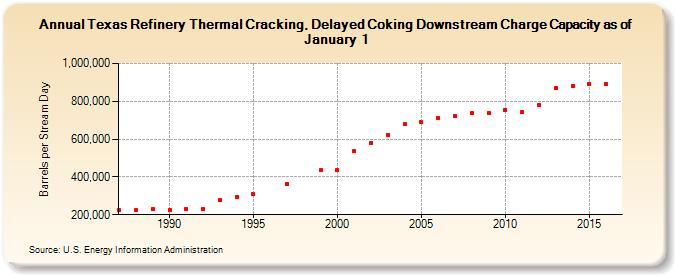 Annual Texas Refinery Thermal Cracking, Delayed Coking Downstream Charge Capacity as of
January 1
Barrels per Stream Day
1,000,000
800,000
600,000
400,000
200,000
1990 1995 2000 2005 2010 2015
Source: U.S. Energy Information Administration